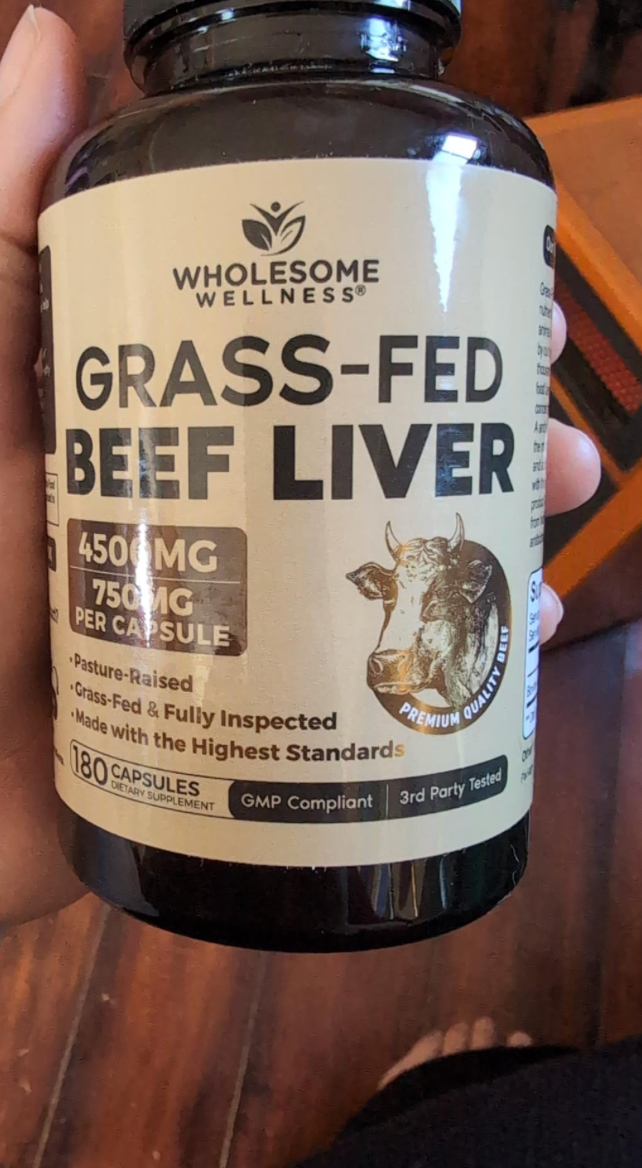 WHOLESOME
WELLNESS®
GRASS-FED
BEEF LIVER
4500MG
750MG
PER CAPSULE
PREMIUM QUALITY BEEF
• Pasture-Raised
• Grass-Fed & Fully Inspected
• Made with the Highest Standards
180 CAPSULES
DIETARY SUPPLEMENT
GMP Compliant | 3rd Party Tested